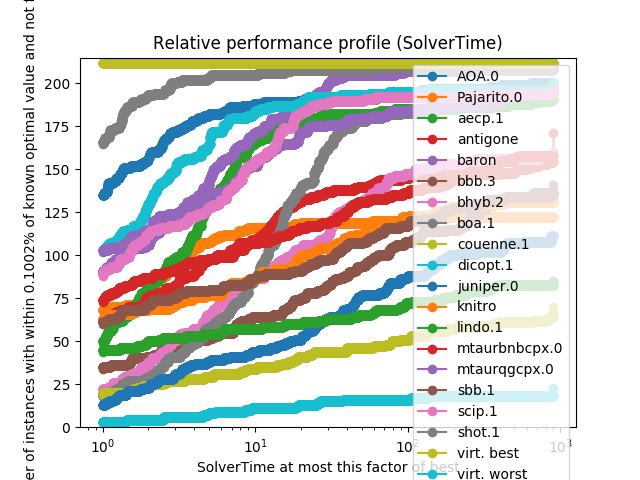 Relative performance profile (SolverTime)
er of instances with within 0.1002% of known optimal value and not
200
175
150
125
100
75
50
25
0
10⁰
10¹
10²
10³
SolverTime at most this factor of best
AOA.0
Pajarito.0
aecp.1
antigone
baron
bbb.3
bhyb.2
boa.1
couenne.1
dicopt.1
juniper.0
knitro
lindo.1
mtaurbnbcpx.0
mtaurqgcpx.0
sbb.1
scip.1
shot.1
virt. best
virt. worst